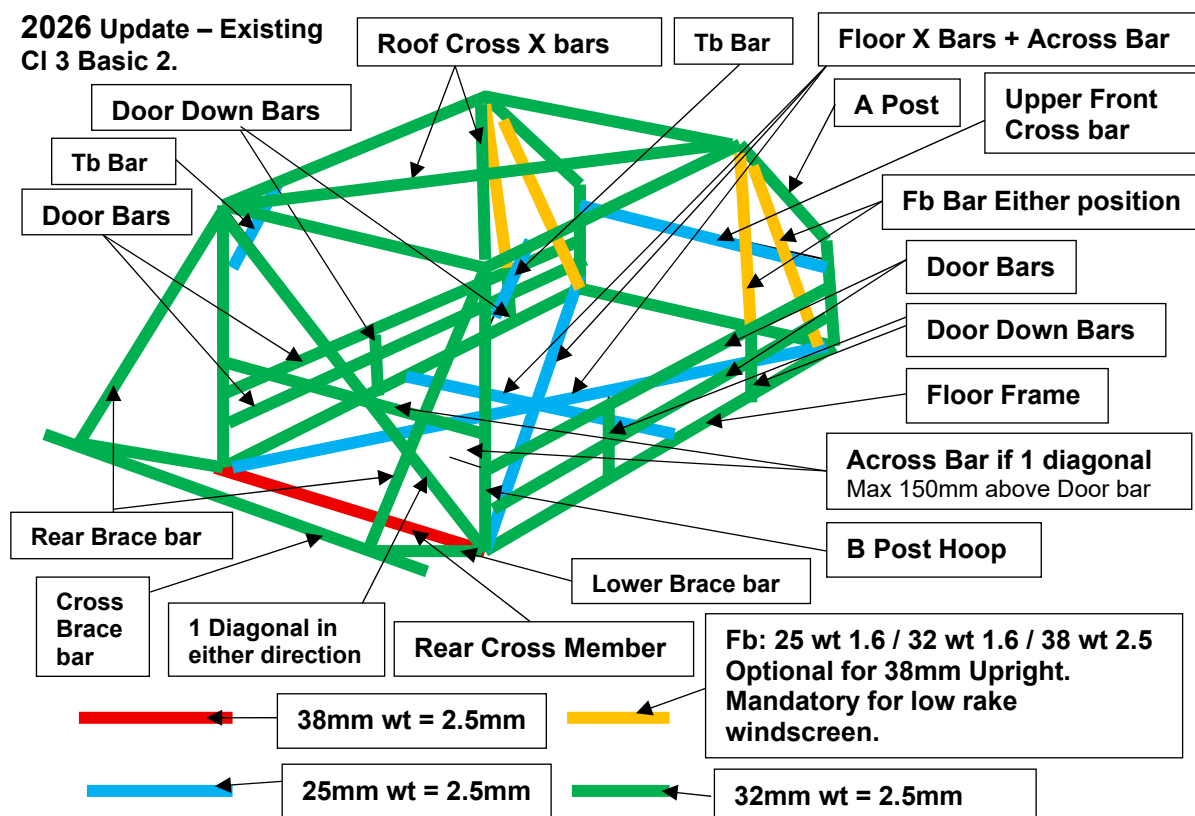 2026 Update – Existing
Cl 3 Basic 2.
Roof Cross X bars
Tb Bar
Floor X Bars + Across Bar
Door Down Bars
A Post
Upper Front
Cross bar
Tb Bar
Door Bars
Fb Bar Either position
Door Bars
Door Down Bars
Floor Frame
Across Bar if 1 diagonal
Max 150mm above Door bar
Rear Brace bar
B Post Hoop
Lower Brace bar
Cross
Brace
bar
1 Diagonal in
either direction
Rear Cross Member
Fb: 25 wt 1.6 / 32 wt 1.6 / 38 wt 2.5
Optional for 38mm Upright.
Mandatory for low rake
windscreen.
38mm wt = 2.5mm
25mm wt = 2.5mm
32mm wt = 2.5mm